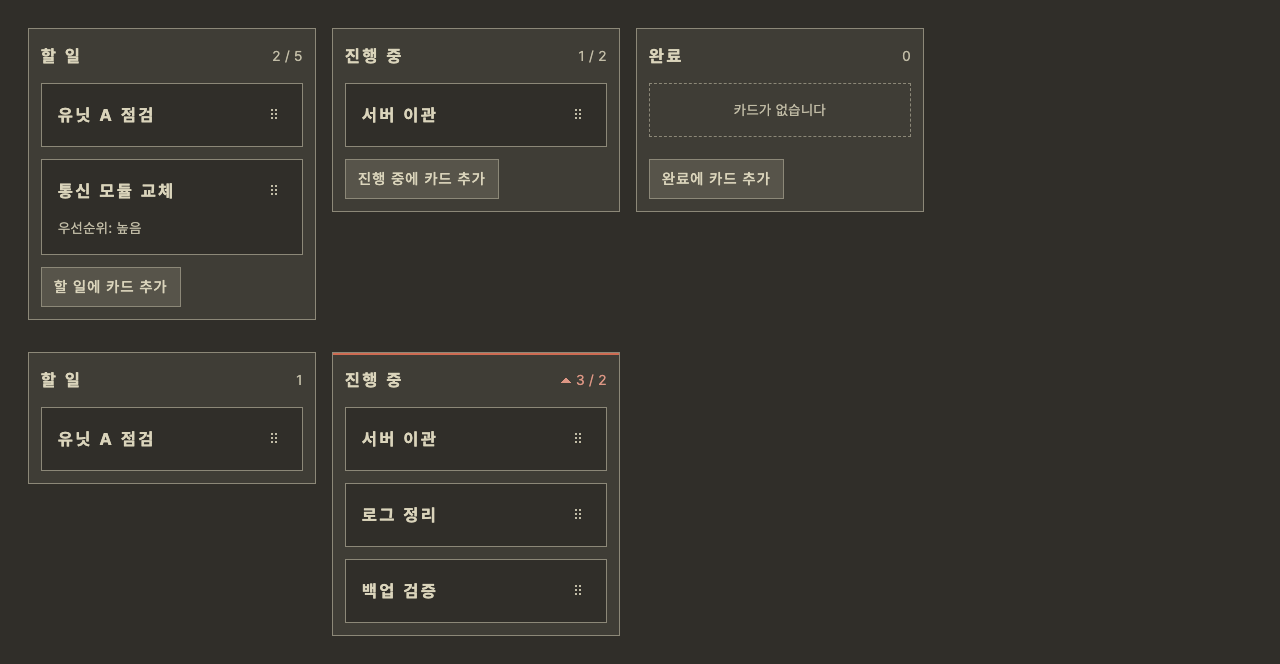 할 일
2 / 5
유닛 A 점검
통신 모듈 교체
우선순위: 높음
할 일에 카드 추가
진행 중
1 / 2
서버 이관
진행 중에 카드 추가
완료
0
카드가 없습니다
완료에 카드 추가
할 일
1
유닛 A 점검
진행 중
3 / 2
서버 이관
로그 정리
백업 검증